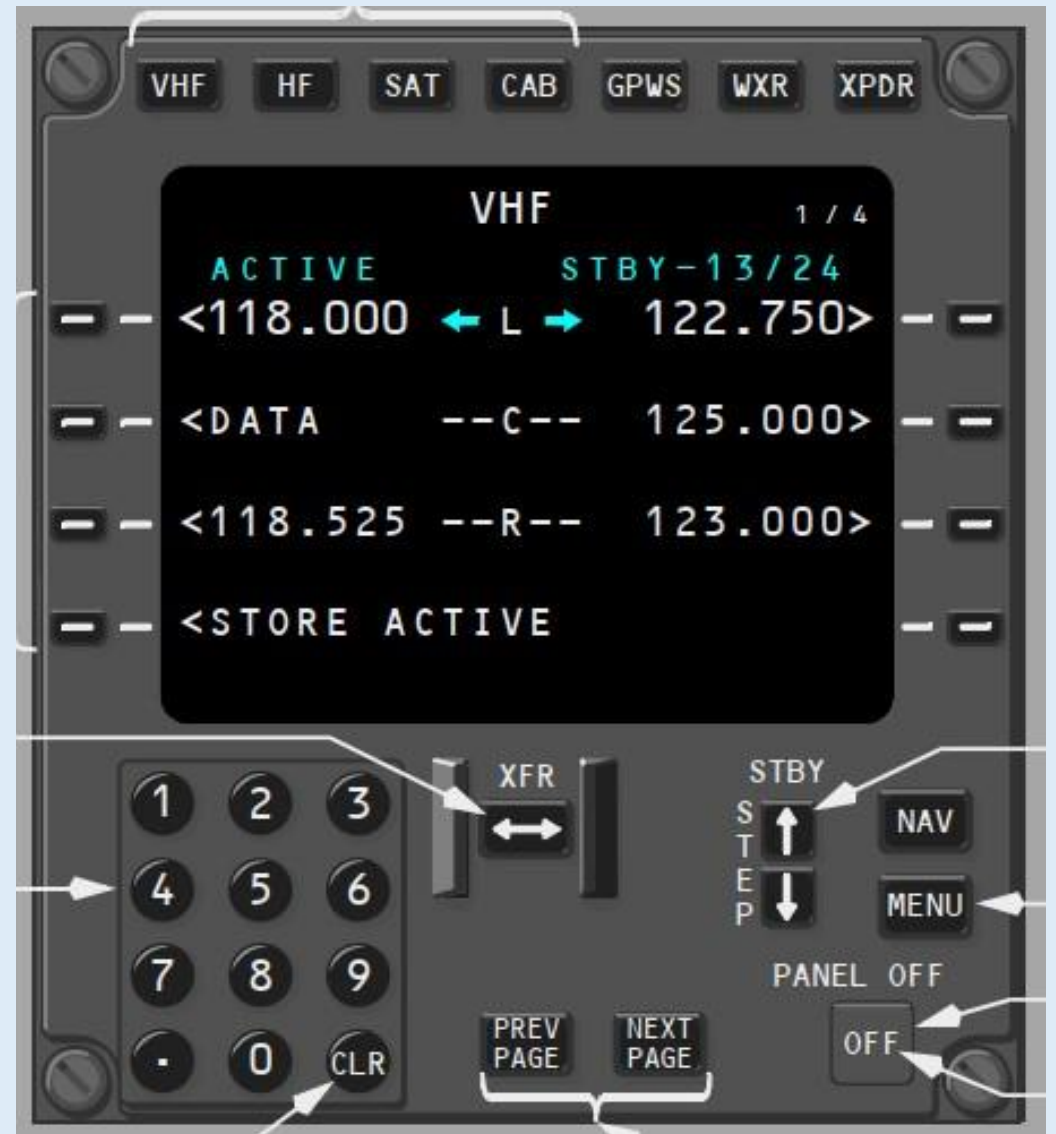 VHF HF SAT CAB GPWS WXR XPDR
VHF 1 / 4
ACTIVE STBY-13/24
<118.000 L 122.750>
<DATA --C-- 125.000>
<118.525 --R-- 123.000>
<STORE ACTIVE
1 2 3
4 5 6
7 8 9
. 0 CLR
XFR
STBY
STEP
NAV
MENU
PANEL OFF
OFF
PREV PAGE
NEXT PAGE